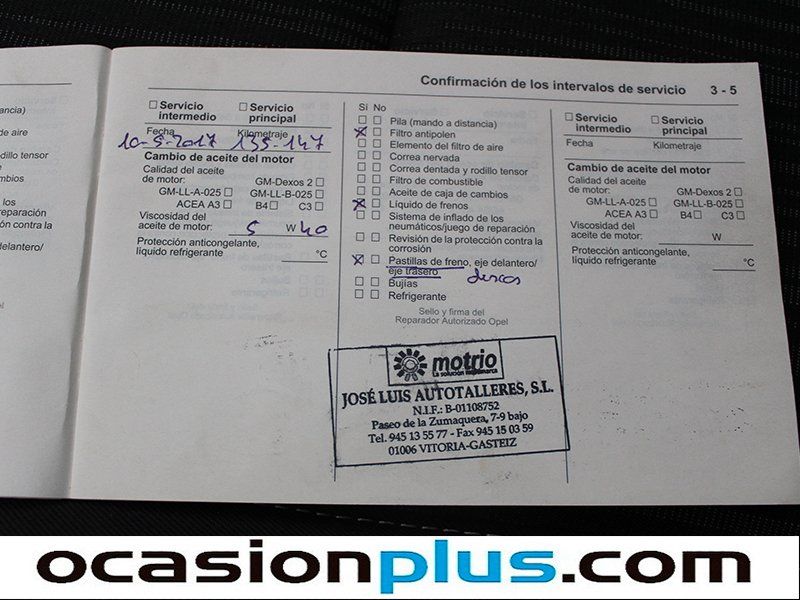 Confirmación de los intervalos de servicio 3 - 5
tancia)
de aire
odillo tensor
mbios
los
reparación
ontra la
delantero/
Opel
Servicio intermedio
Servicio principal
Fecha
Kilometraje
10-5-2017 135-147
Cambio de aceite del motor
Calidad del aceite
de motor: GM-Dexos 2
GM-LL-A-025 GM-LL-B-025
ACEA A3 B4 C3
Viscosidad del
aceite de motor: 5 W 40
Protección anticongelante,
líquido refrigerante °C
Sí No
Pila (mando a distancia)
X Filtro antipolen
Elemento del filtro de aire
Correa nervada
Correa dentada y rodillo tensor
Filtro de combustible
Aceite de caja de cambios
X Líquido de frenos
Sistema de inflado de los
neumáticos/juego de reparación
Revisión de la protección contra la
corrosión
X Pastillas de freno, eje delantero/
eje trasero discos
Bujías
Refrigerante
Sello y firma del
Reparador Autorizado Opel
motrio
La solución multimarca
JOSÉ LUIS AUTOTALLERES, S.L.
N.I.F.: B-01108752
Paseo de la Zumaquera, 7-9 bajo
Tel. 945 13 55 77 - Fax 945 15 03 59
01006 VITORIA-GASTEIZ
Servicio intermedio
Servicio principal
Fecha
Kilometraje
Cambio de aceite del motor
Calidad del aceite
de motor: GM-Dexos 2
GM-LL-A-025 GM-LL-B-025
ACEA A3 B4 C3
Viscosidad del
aceite de motor: W
Protección anticongelante,
líquido refrigerante °C
ocasionplus.com